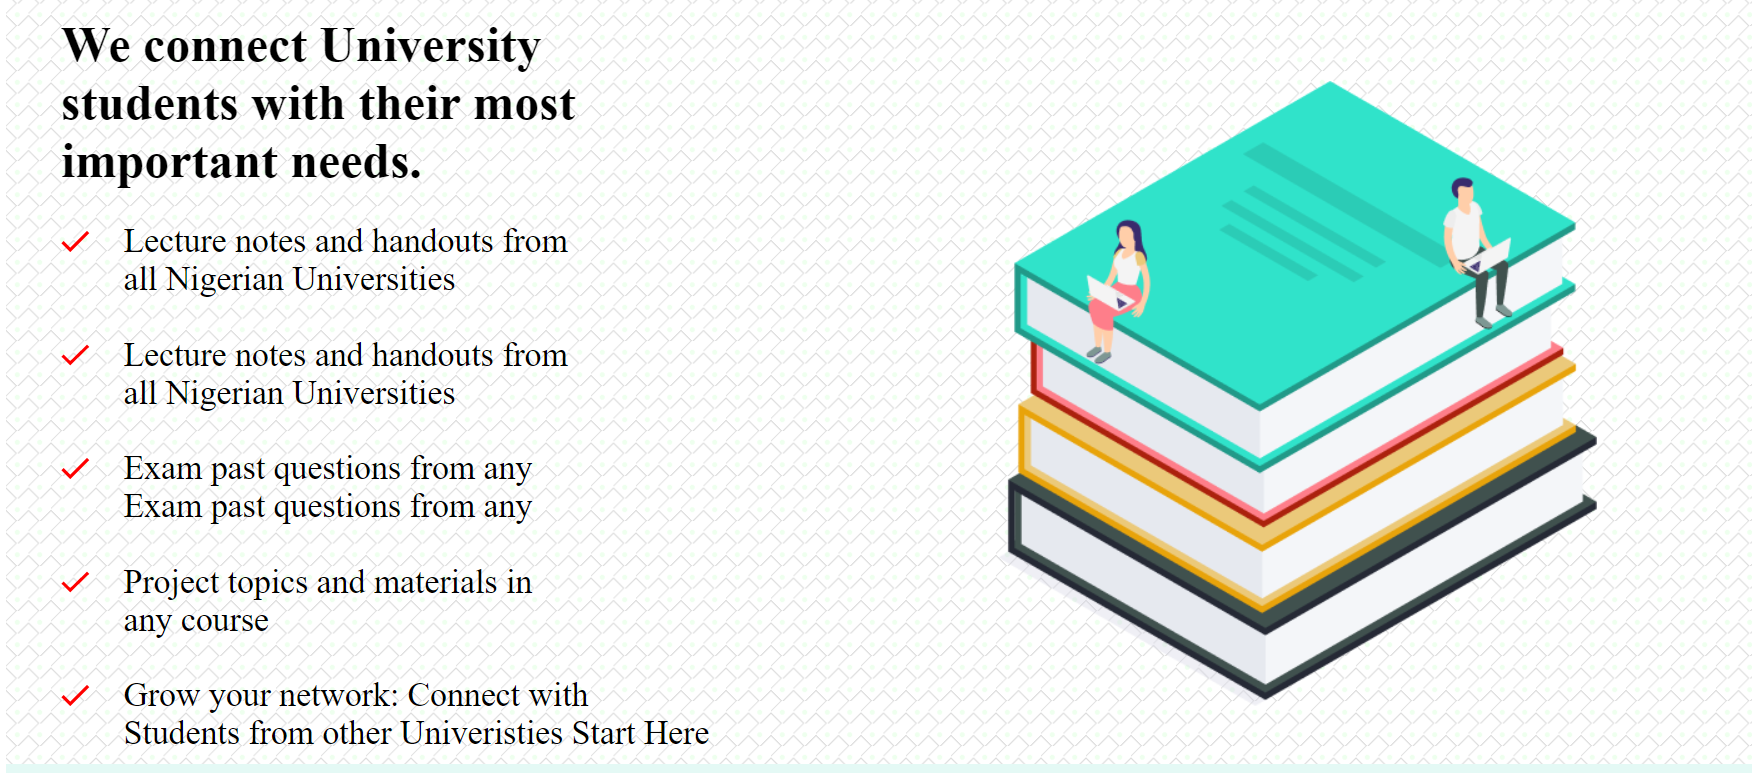 We connect University
students with their most
important needs.
Lecture notes and handouts from
all Nigerian Universities
Lecture notes and handouts from
all Nigerian Universities
Exam past questions from any
Exam past questions from any
Project topics and materials in
any course
Grow your network: Connect with
Students from other Univeristies Start Here